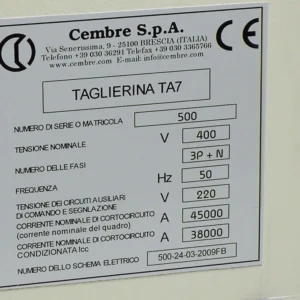 Cembre S.p.A.
Via Serenissima, 9 - 25100 BRESCIA (ITALIA)
Telefono +39 030 36291 Telefax +39 030 3365766
www.cembre.com E-mail: info@cembre.com
CE
TAGLIERINA TA7
NUMERO DI SERIE O MATRICOLA 500
TENSIONE NOMINALE V 400
NUMERO DELLE FASI 3P + N
FREQUENZA Hz 50
TENSIONE DEI CIRCUITI AUSILIARI
DI COMANDO E SEGNLAZIONE V 220
CORRENTE NOMINALE DI CORTOCIRCUITO
(corrente nominale del quadro) A 45000
CORRENTE NOMINALE DI CORTOCIRCUITO
CONDIZIONATA Icc A 38000
NUMERO DELLO SCHEMA ELETTRICO 500-24-03-2009FB